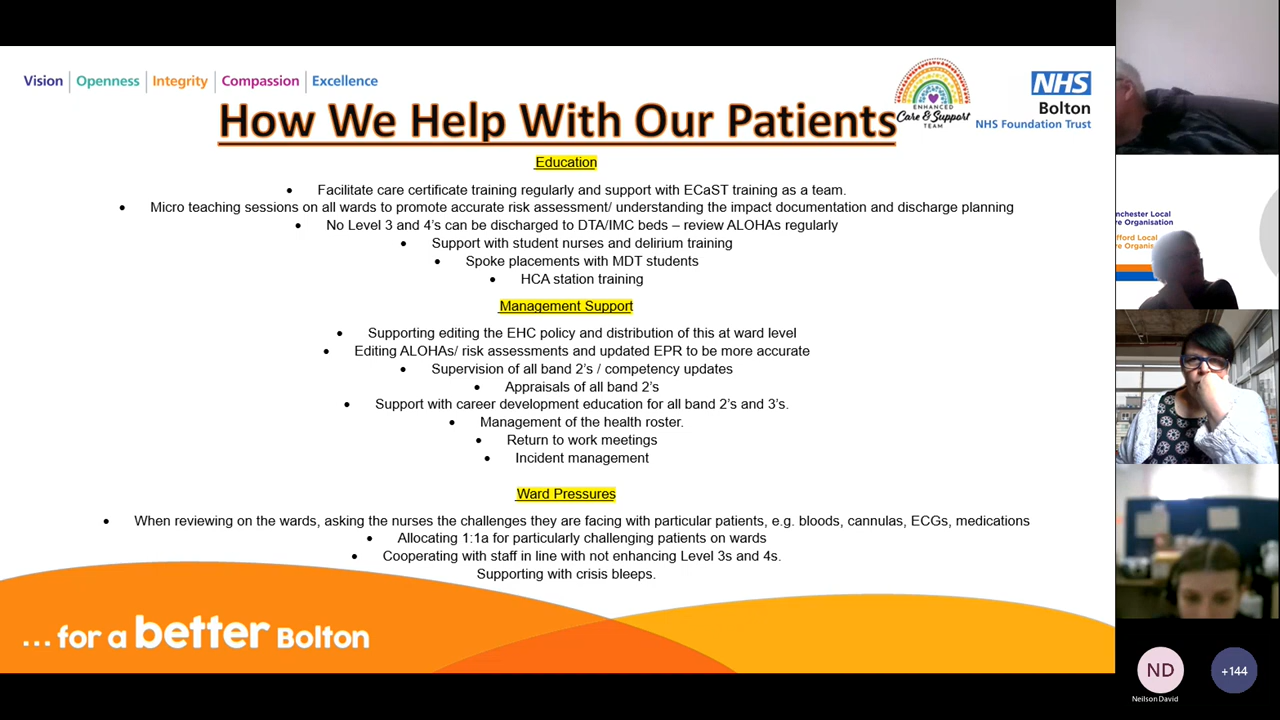 Vision | Openness | Integrity | Compassion | Excellence
How We Help With Our Patients
ENHANCED
Care & Support
TEAM
NHS
Bolton
NHS Foundation Trust
Education
• Facilitate care certificate training regularly and support with ECaST training as a team.
• Micro teaching sessions on all wards to promote accurate risk assessment/ understanding the impact documentation and discharge planning
• No Level 3 and 4's can be discharged to DTA/IMC beds – review ALOHAs regularly
• Support with student nurses and delirium training
• Spoke placements with MDT students
• HCA station training
Management Support
• Supporting editing the EHC policy and distribution of this at ward level
• Editing ALOHAs/ risk assessments and updated EPR to be more accurate
• Supervision of all band 2's / competency updates
• Appraisals of all band 2's
• Support with career development education for all band 2's and 3's.
• Management of the health roster.
• Return to work meetings
• Incident management
Ward Pressures
• When reviewing on the wards, asking the nurses the challenges they are facing with particular patients, e.g. bloods, cannulas, ECGs, medications
• Allocating 1:1a for particularly challenging patients on wards
• Cooperating with staff in line with not enhancing Level 3s and 4s.
Supporting with crisis bleeps.
...for a better Bolton
nchester Local
re Organisation
fford Local
re Organis
ND
+144
Neilson David